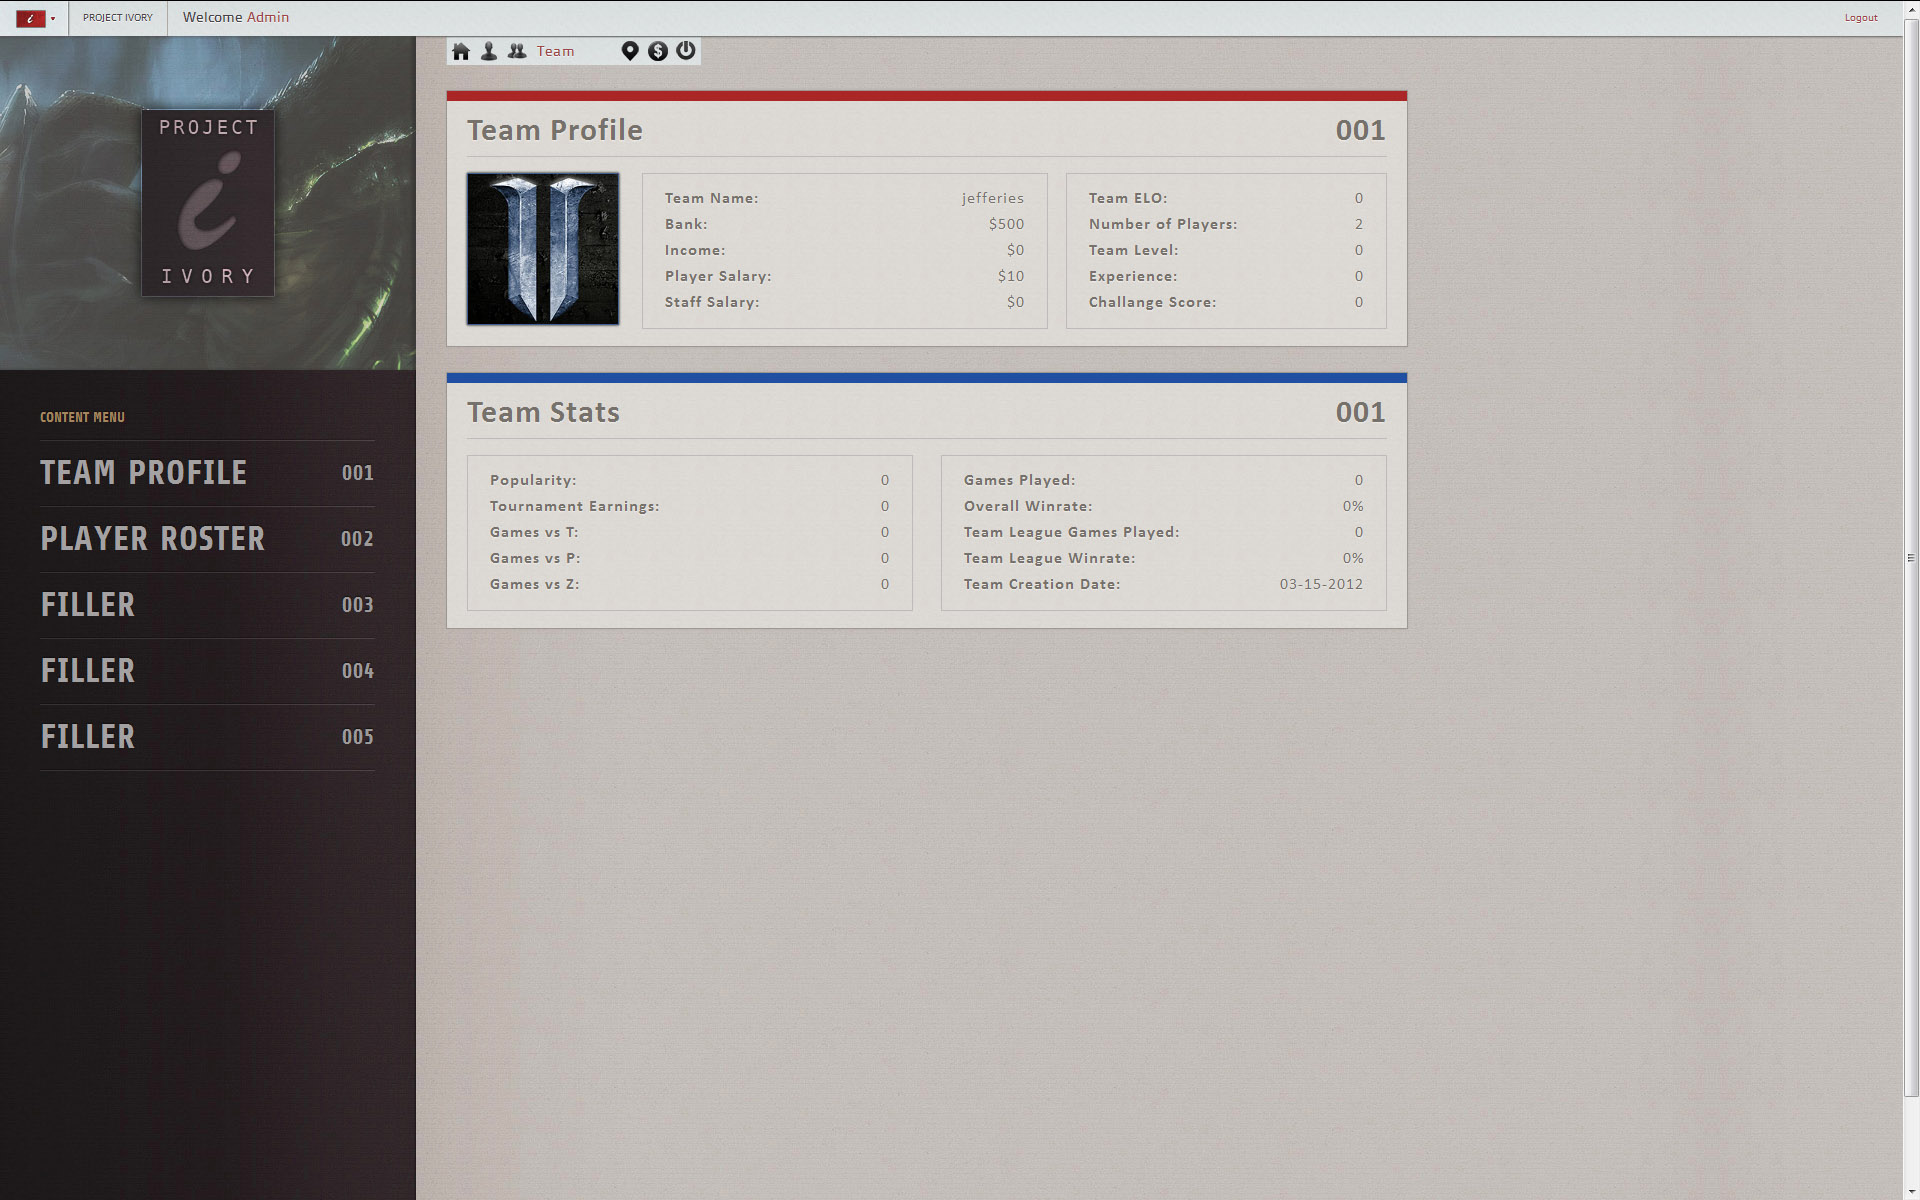 i PROJECT IVORY Welcome Admin Logout
Team
PROJECT
i
IVORY
CONTENT MENU
TEAM PROFILE 001
PLAYER ROSTER 002
FILLER 003
FILLER 004
FILLER 005
Team Profile 001
Team Name: jefferies
Bank: $500
Income: $0
Player Salary: $10
Staff Salary: $0
Team ELO: 0
Number of Players: 2
Team Level: 0
Experience: 0
Challange Score: 0
Team Stats 001
Popularity: 0
Tournament Earnings: 0
Games vs T: 0
Games vs P: 0
Games vs Z: 0
Games Played: 0
Overall Winrate: 0%
Team League Games Played: 0
Team League Winrate: 0%
Team Creation Date: 03-15-2012